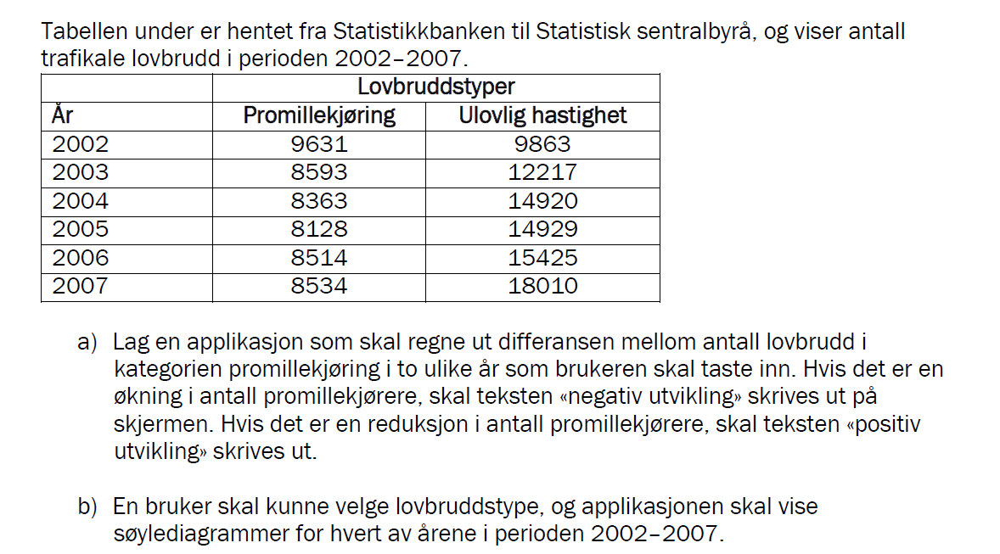 Tabellen under er hentet fra Statistikkbanken til Statistisk sentralbyrå, og viser antall
trafikale lovbrudd i perioden 2002–2007.
Lovbruddstyper
År Promillekjøring Ulovlig hastighet
2002 9631 9863
2003 8593 12217
2004 8363 14920
2005 8128 14929
2006 8514 15425
2007 8534 18010
a) Lag en applikasjon som skal regne ut differansen mellom antall lovbrudd i
kategorien promillekjøring i to ulike år som brukeren skal taste inn. Hvis det er en
økning i antall promillekjørere, skal teksten «negativ utvikling» skrives ut på
skjermen. Hvis det er en reduksjon i antall promillekjørere, skal teksten «positiv
utvikling» skrives ut.
b) En bruker skal kunne velge lovbruddstype, og applikasjonen skal vise
søylediagrammer for hvert av årene i perioden 2002–2007.